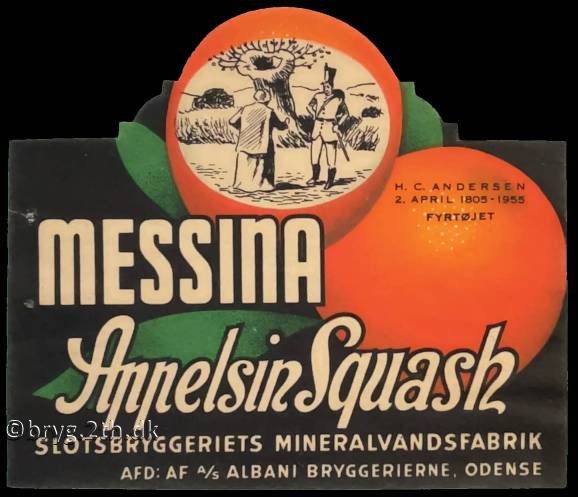 H. C. ANDERSEN
2. APRIL 1805-1955
FYRTØJET
MESSINA
Appelsin Squash
©bryg.2th.dk
SLOTSBRYGGERIETS MINERALVANDSFABRIK
AFD: AF A/S ALBANI BRYGGERIERNE, ODENSE